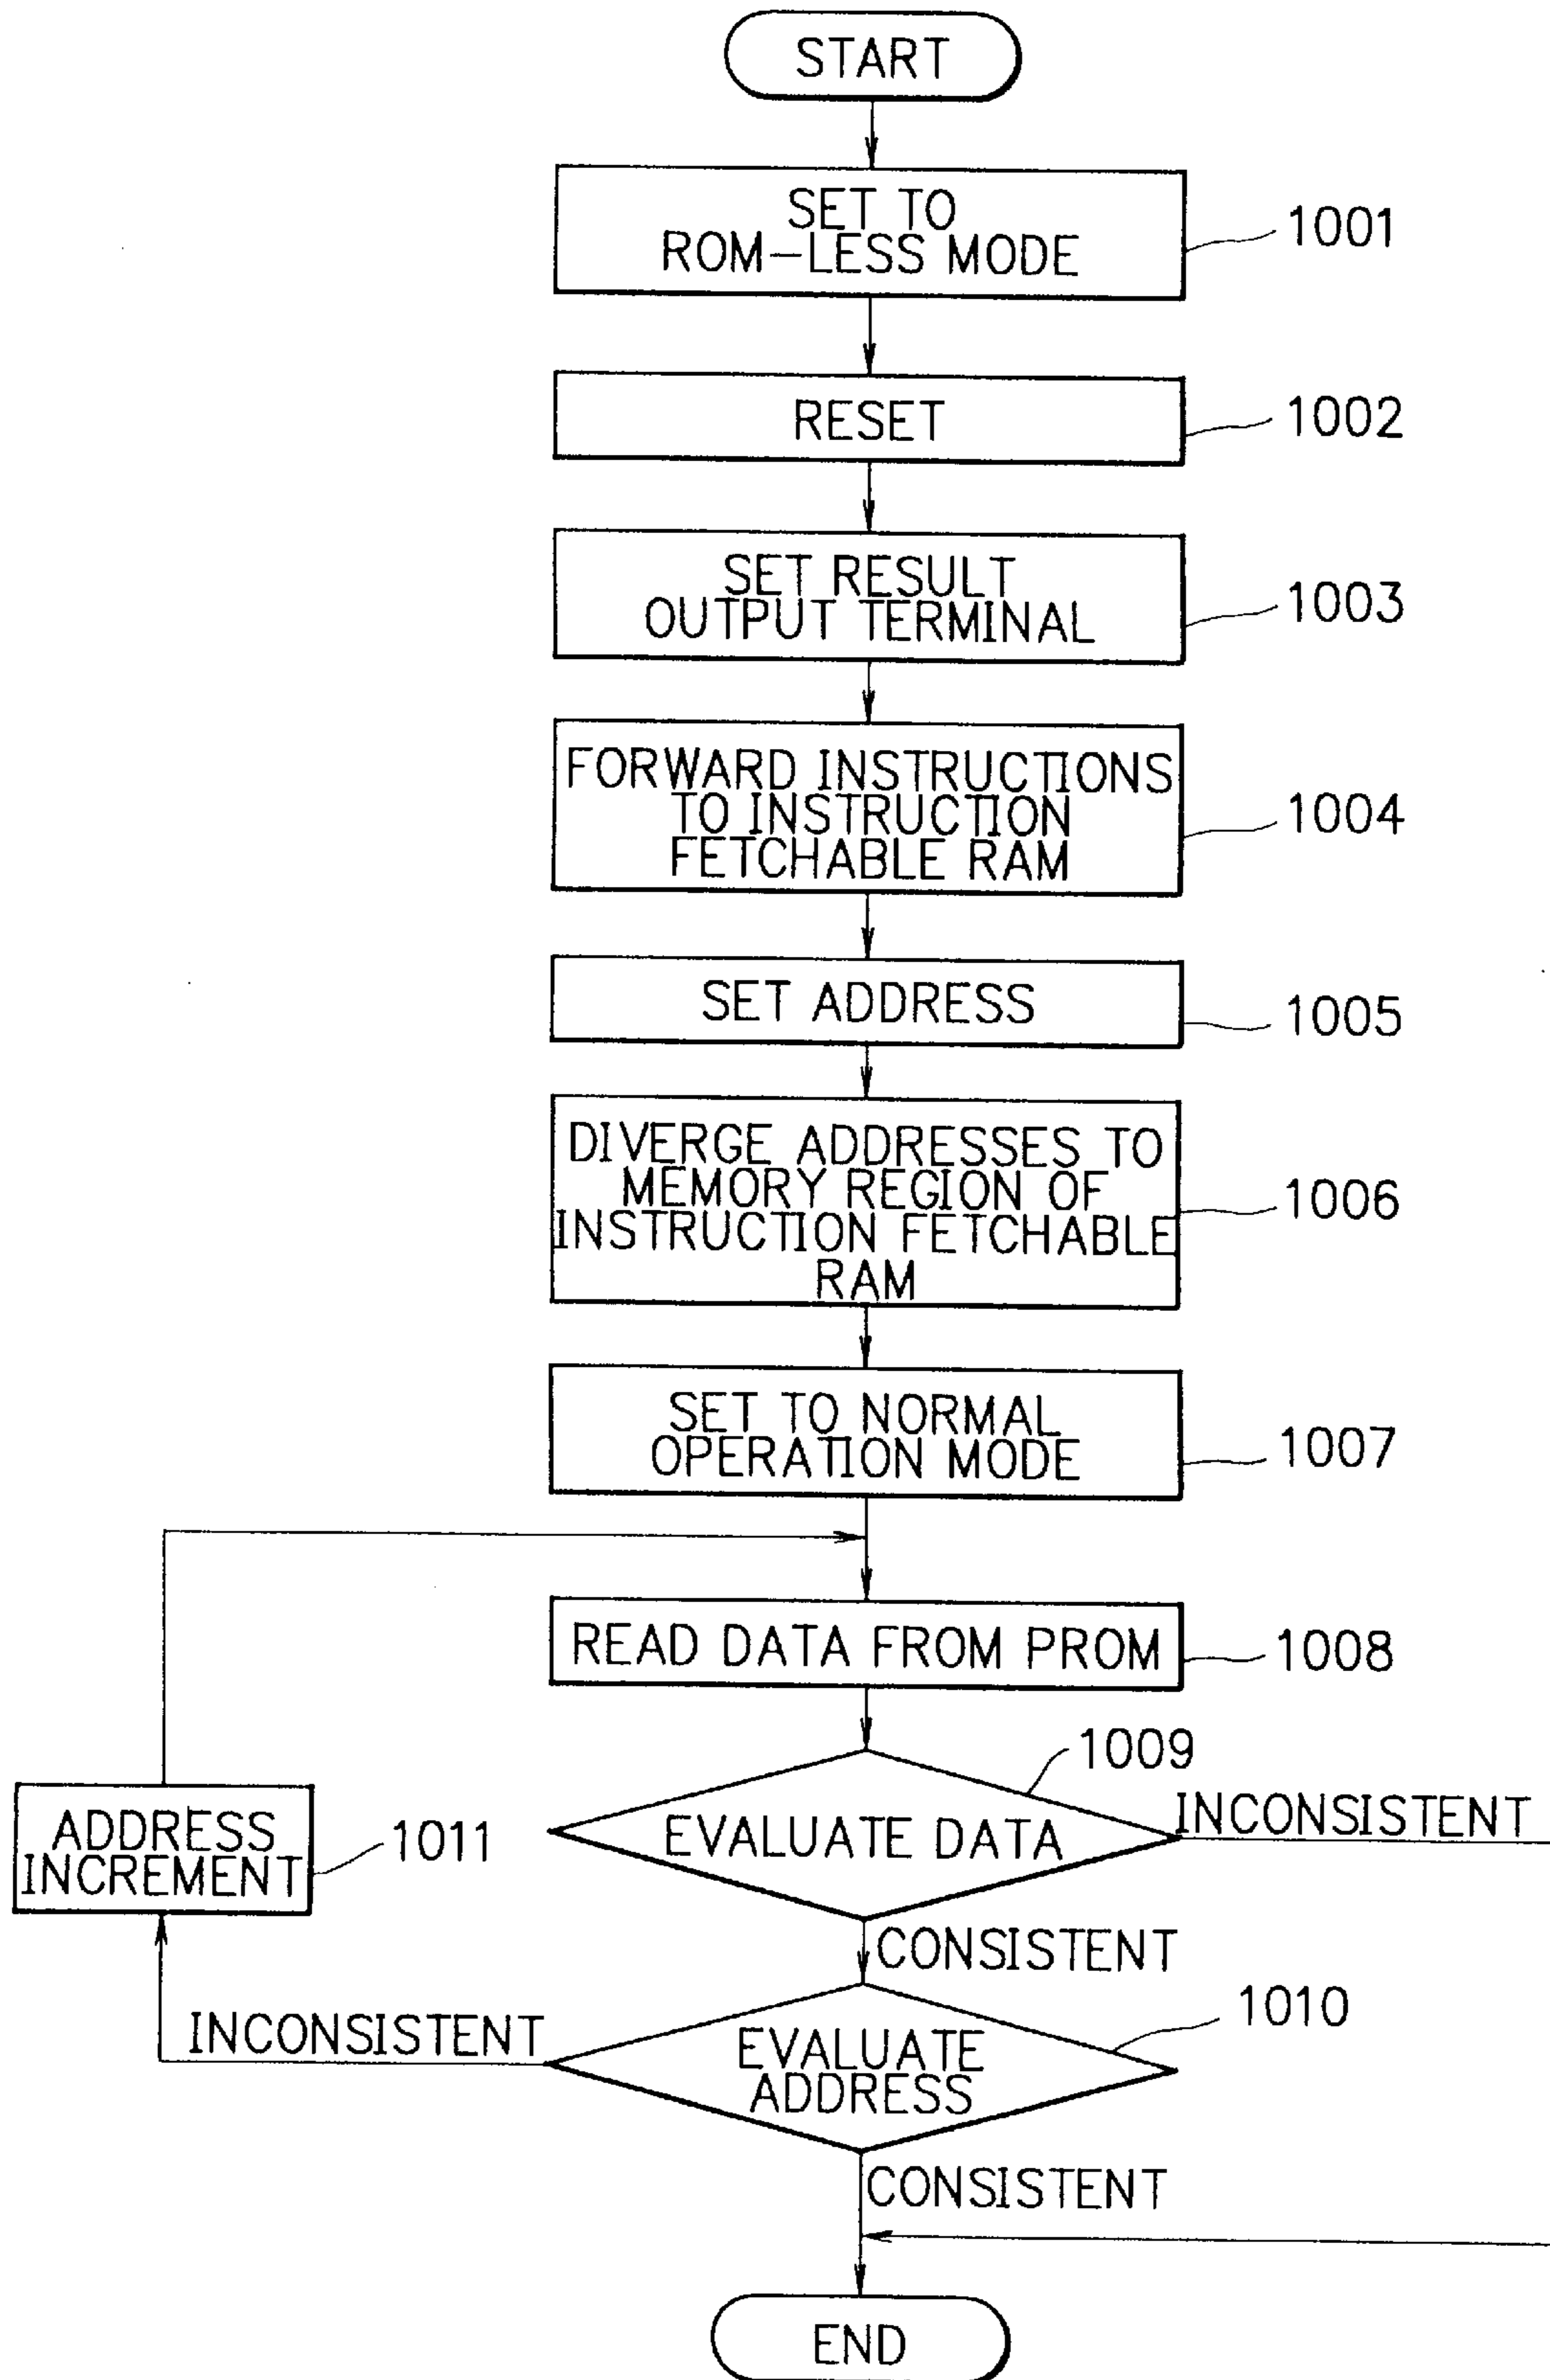 START
SET TO
ROM-LESS MODE
1001
RESET
1002
SET RESULT
OUTPUT TERMINAL
1003
FORWARD INSTRUCTIONS
TO INSTRUCTION
FETCHABLE RAM
1004
SET ADDRESS
1005
DIVERGE ADDRESSES TO
MEMORY REGION OF
INSTRUCTION FETCHABLE
RAM
1006
SET TO NORMAL
OPERATION MODE
1007
READ DATA FROM PROM
1008
1009
EVALUATE DATA
INCONSISTENT
ADDRESS
INCREMENT
1011
CONSISTENT
INCONSISTENT
EVALUATE
ADDRESS
1010
CONSISTENT
END